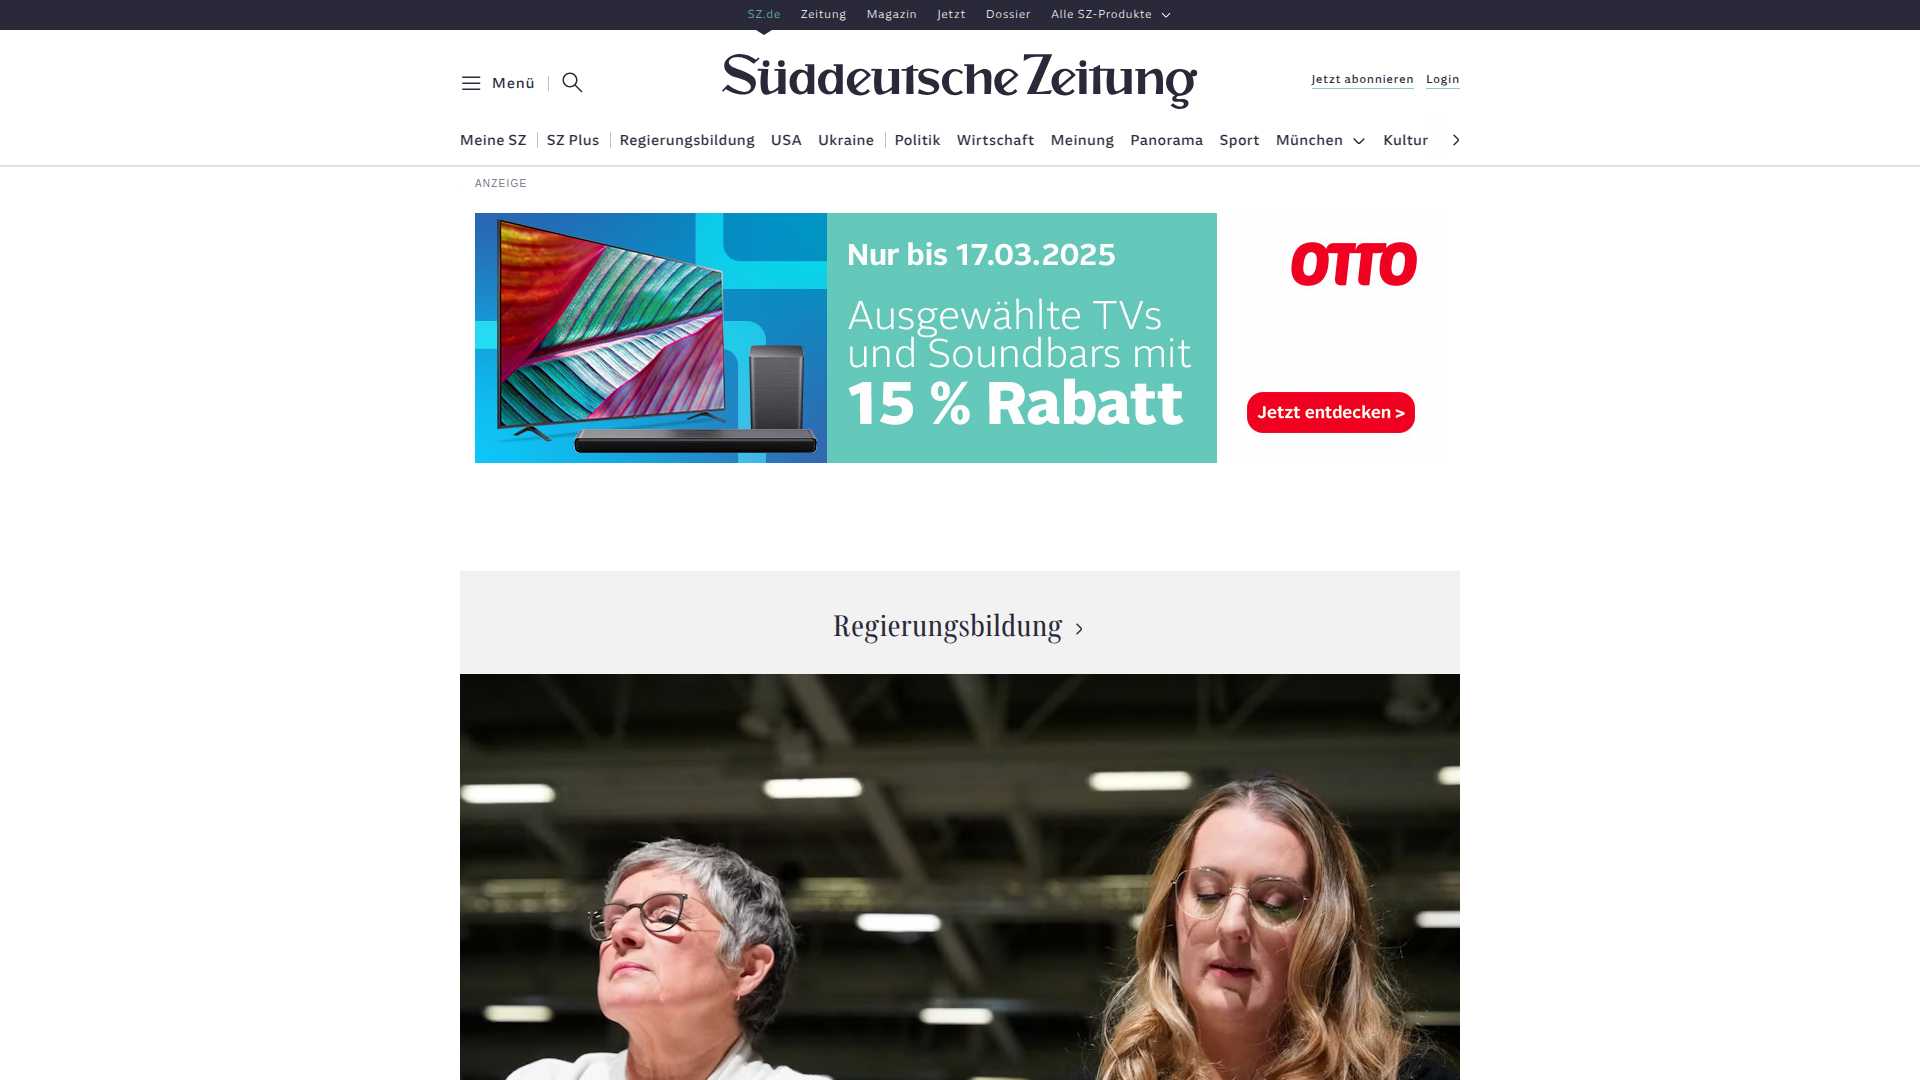 SZ.de Zeitung Magazin Jetzt Dossier Alle SZ-Produkte
Menü
Süddeutsche Zeitung
Jetzt abonnieren Login
Meine SZ SZ Plus Regierungsbildung USA Ukraine Politik Wirtschaft Meinung Panorama Sport München Kultur
ANZEIGE
Nur bis 17.03.2025
Ausgewählte TVs
und Soundbars mit
15 % Rabatt
OTTO
Jetzt entdecken >
Regierungsbildung